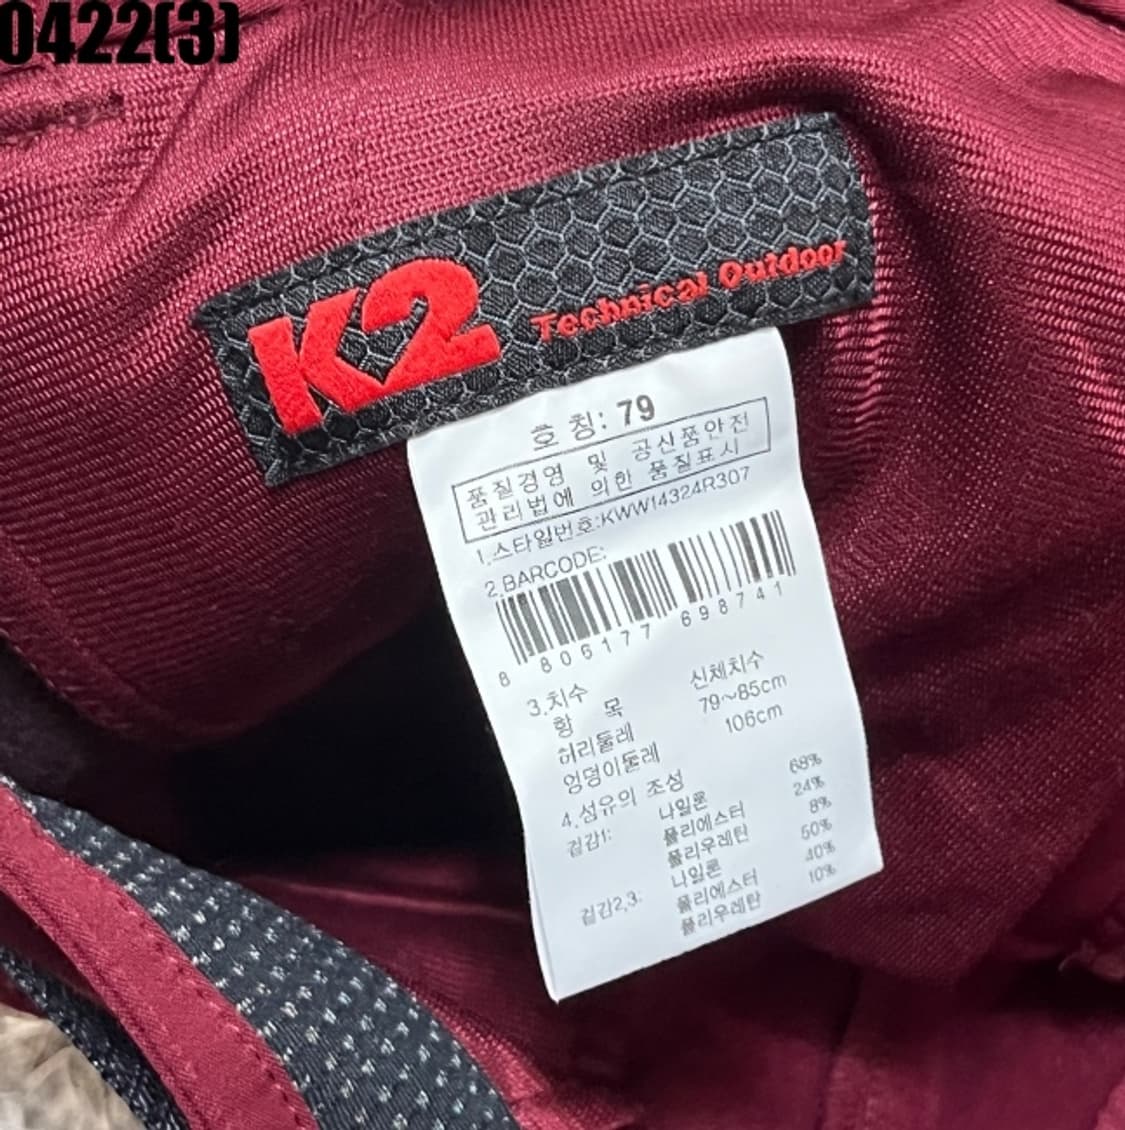 0422(3)
K2 Technical Outdoor
호 칭: 79
품질경영 및 공산품안전
관리법에 의한 품질표시
1.스타일번호:KWW14324R307
2.BARCODE:
8 806177 698741
3.치수
항 목 신체치수
허리둘레 79~85cm
엉덩이둘레 106cm
4.섬유의 조성
겉감1: 나일론 68%
폴리에스터 24%
폴리우레탄 8%
겉감2,3: 나일론 50%
폴리에스터 40%
폴리우레탄 10%